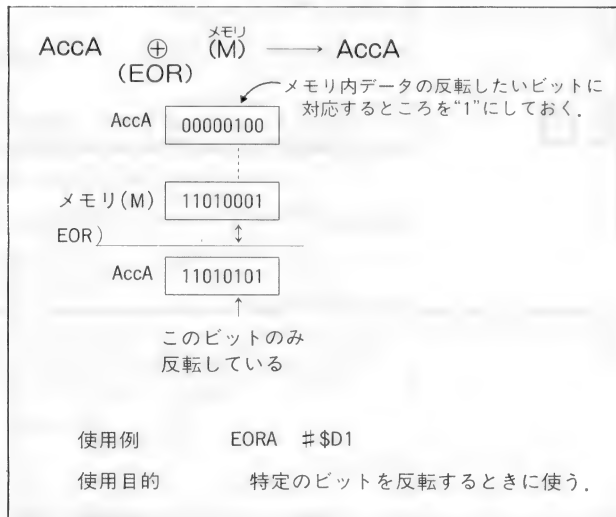 メモリ
AccA ⊕ (M) → AccA
(EOR)
メモリ内データの反転したいビットに
対応するところを“1”にしておく.
AccA 00000100
メモリ(M) 11010001
EOR) ↕
AccA 11010101
↑
このビットのみ
反転している
使用例 EORA #$D1
使用目的 特定のビットを反転するときに使う.